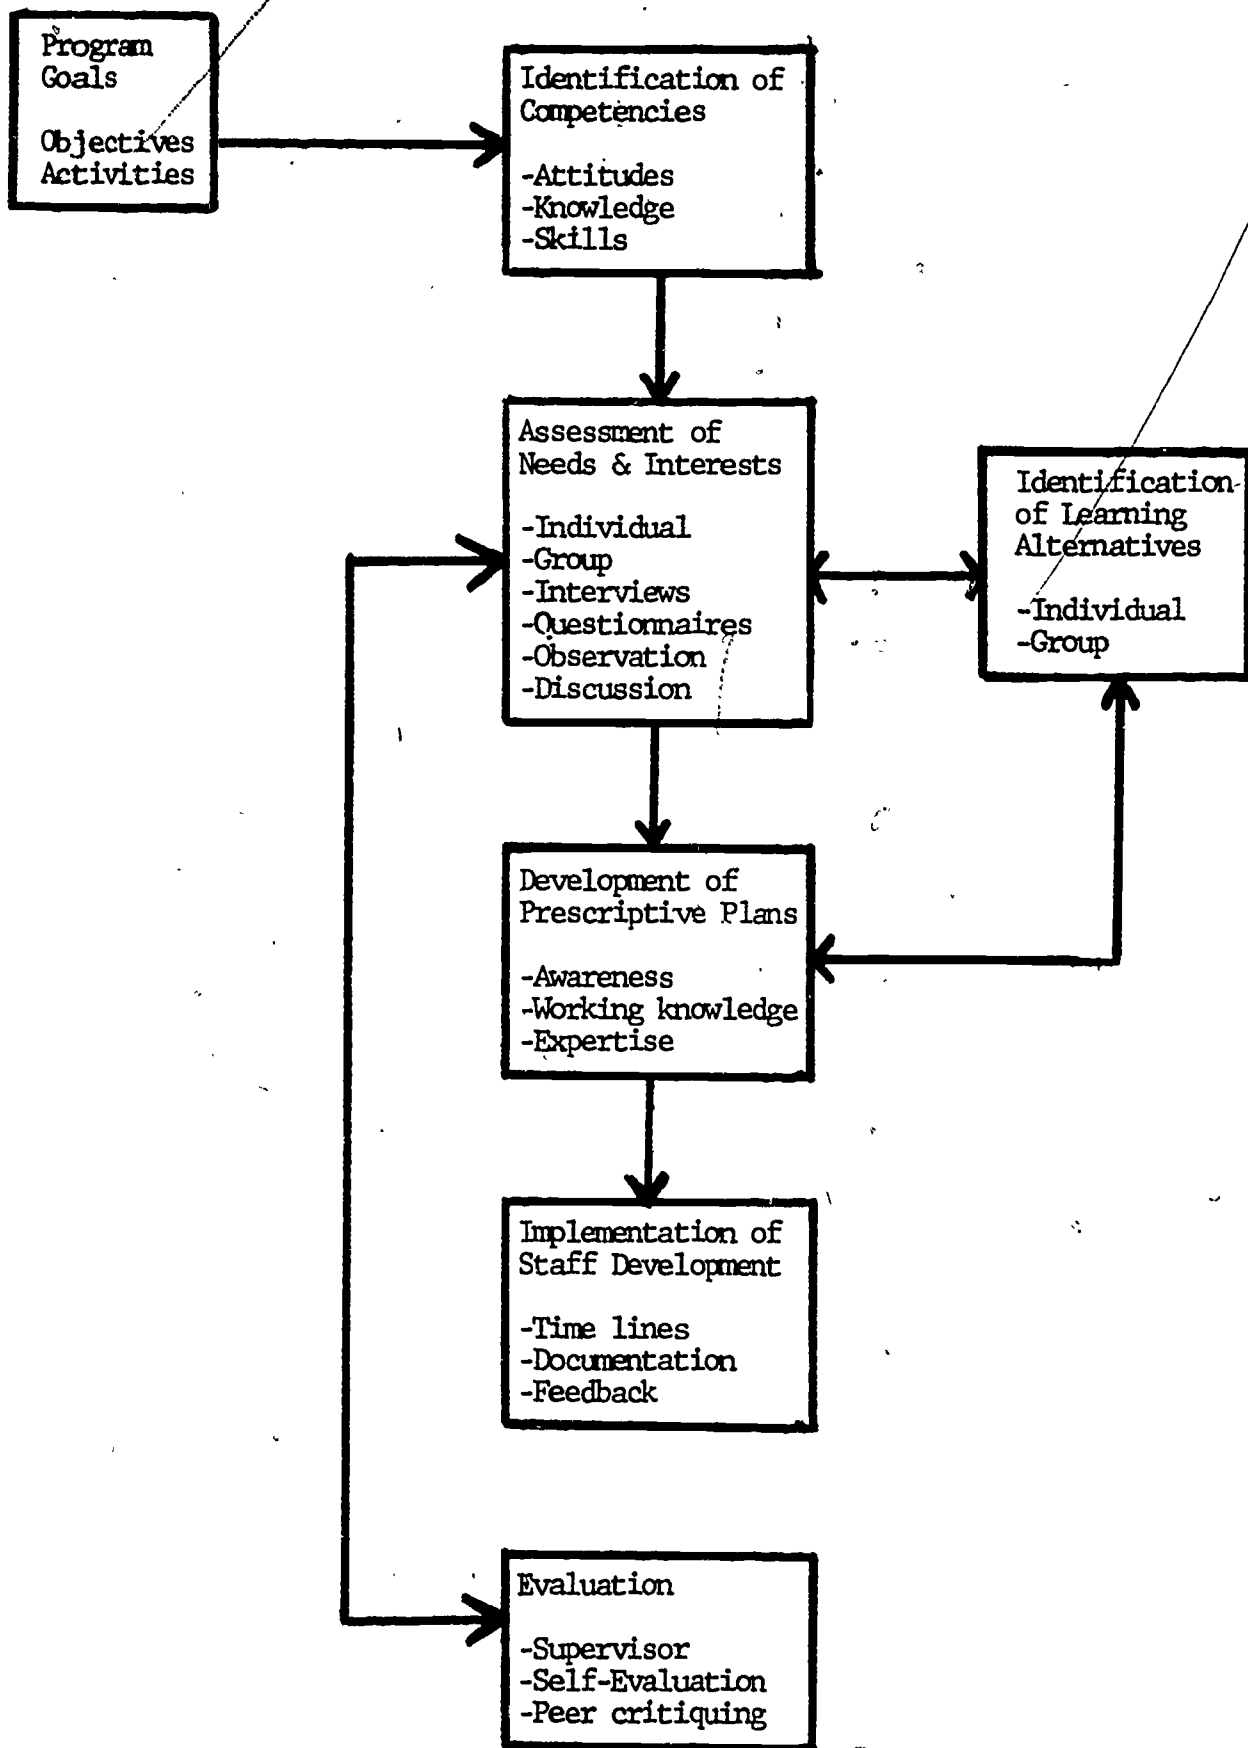 Program
Goals
Objectives
Activities
Identification of
Competencies
-Attitudes
-Knowledge
-Skills
Assessment of
Needs & Interests
-Individual
-Group
-Interviews
-Questionnaires
-Observation
-Discussion
Identification
of Learning
Alternatives
-Individual
-Group
Development of
Prescriptive Plans
-Awareness
-Working knowledge
-Expertise
Implementation of
Staff Development
-Time lines
-Documentation
-Feedback
Evaluation
-Supervisor
-Self-Evaluation
-Peer critiquing